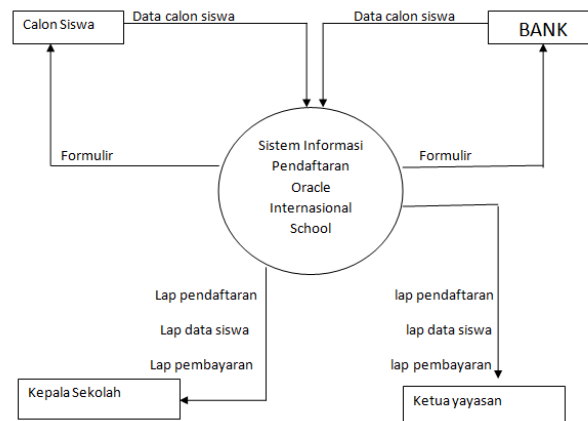 Calon Siswa
Data calon siswa
Data calon siswa
BANK
Formulir
Sistem Informasi
Pendaftaran
Oracle
Internasional
School
Formulir
Lap pendaftaran
Lap data siswa
Lap pembayaran
lap pendaftaran
lap data siswa
lap pembayaran
Kepala Sekolah
Ketua yayasan